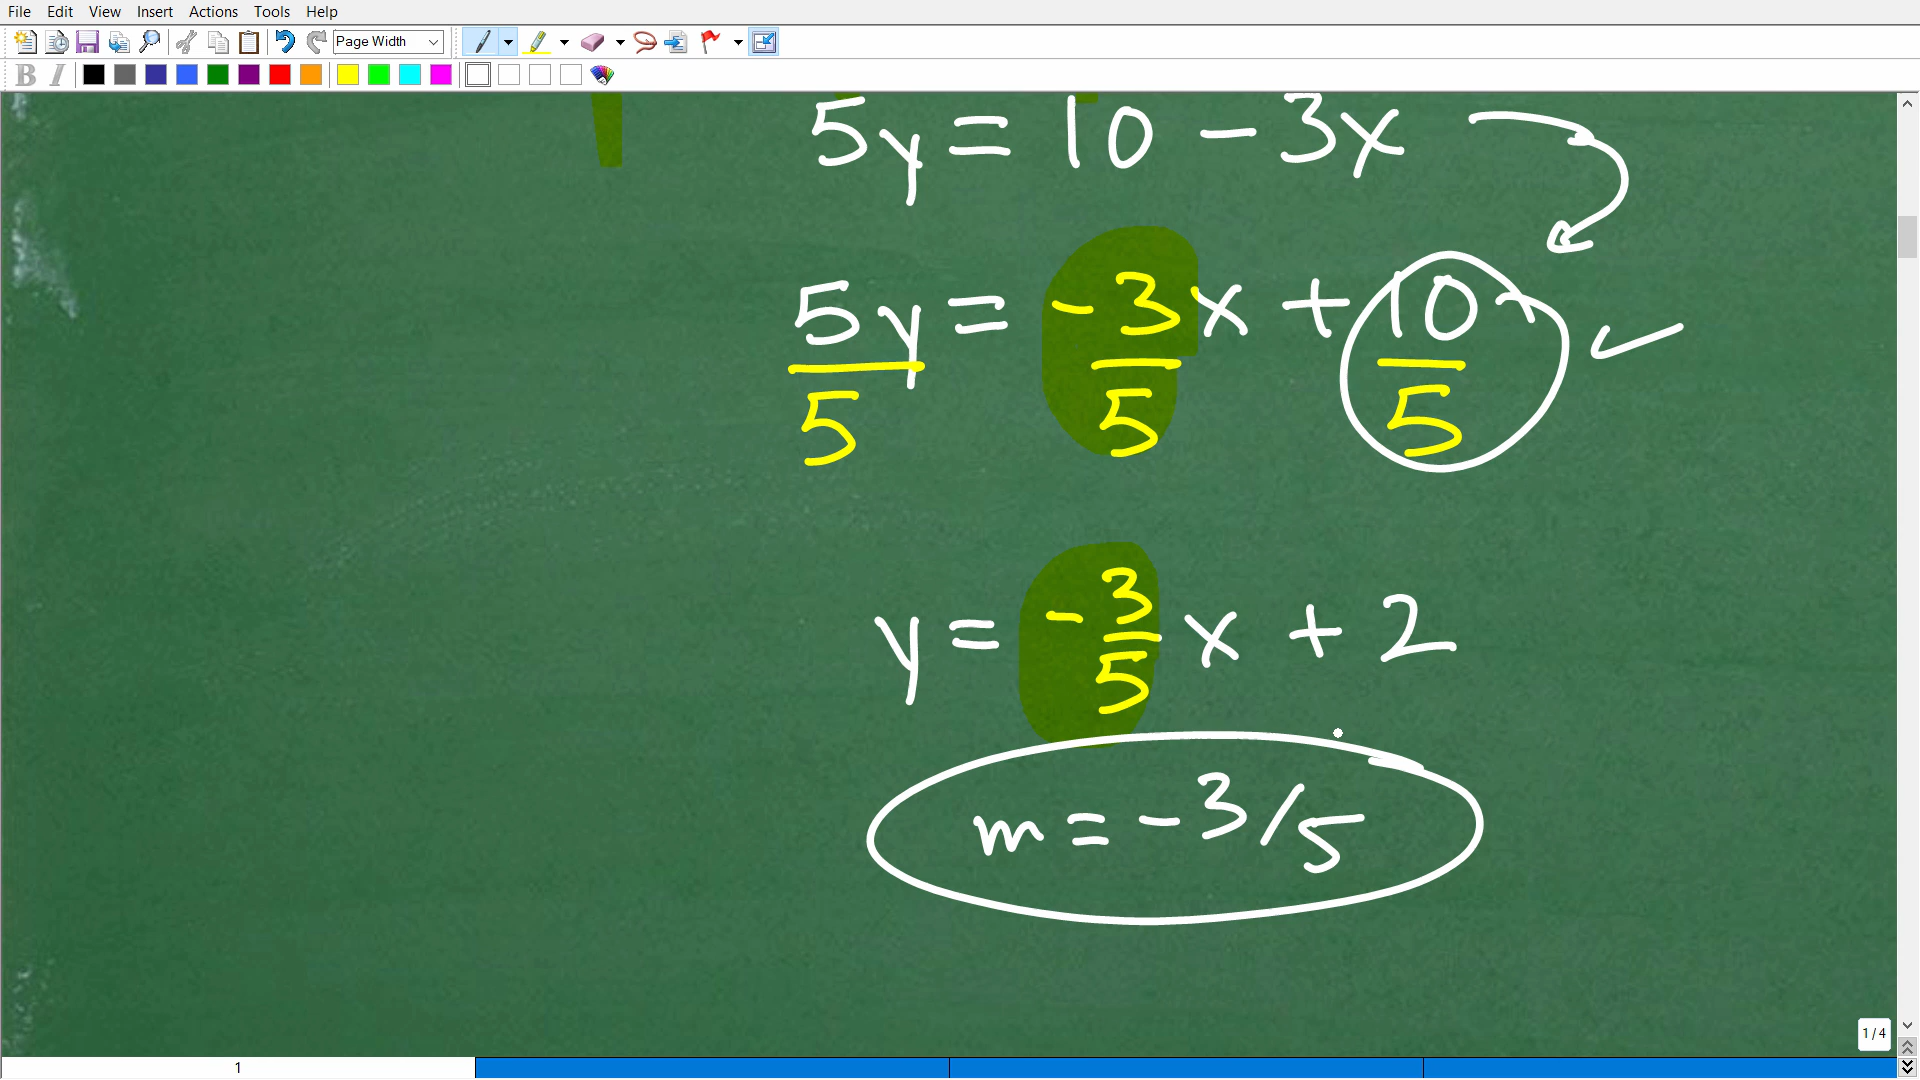 File Edit View Insert Actions Tools Help
Page Width
B I
5y = 10 - 3x
5y = -3x + 10
5 5 5
y = -3/5 x + 2
m = -3/5
1 / 4
1